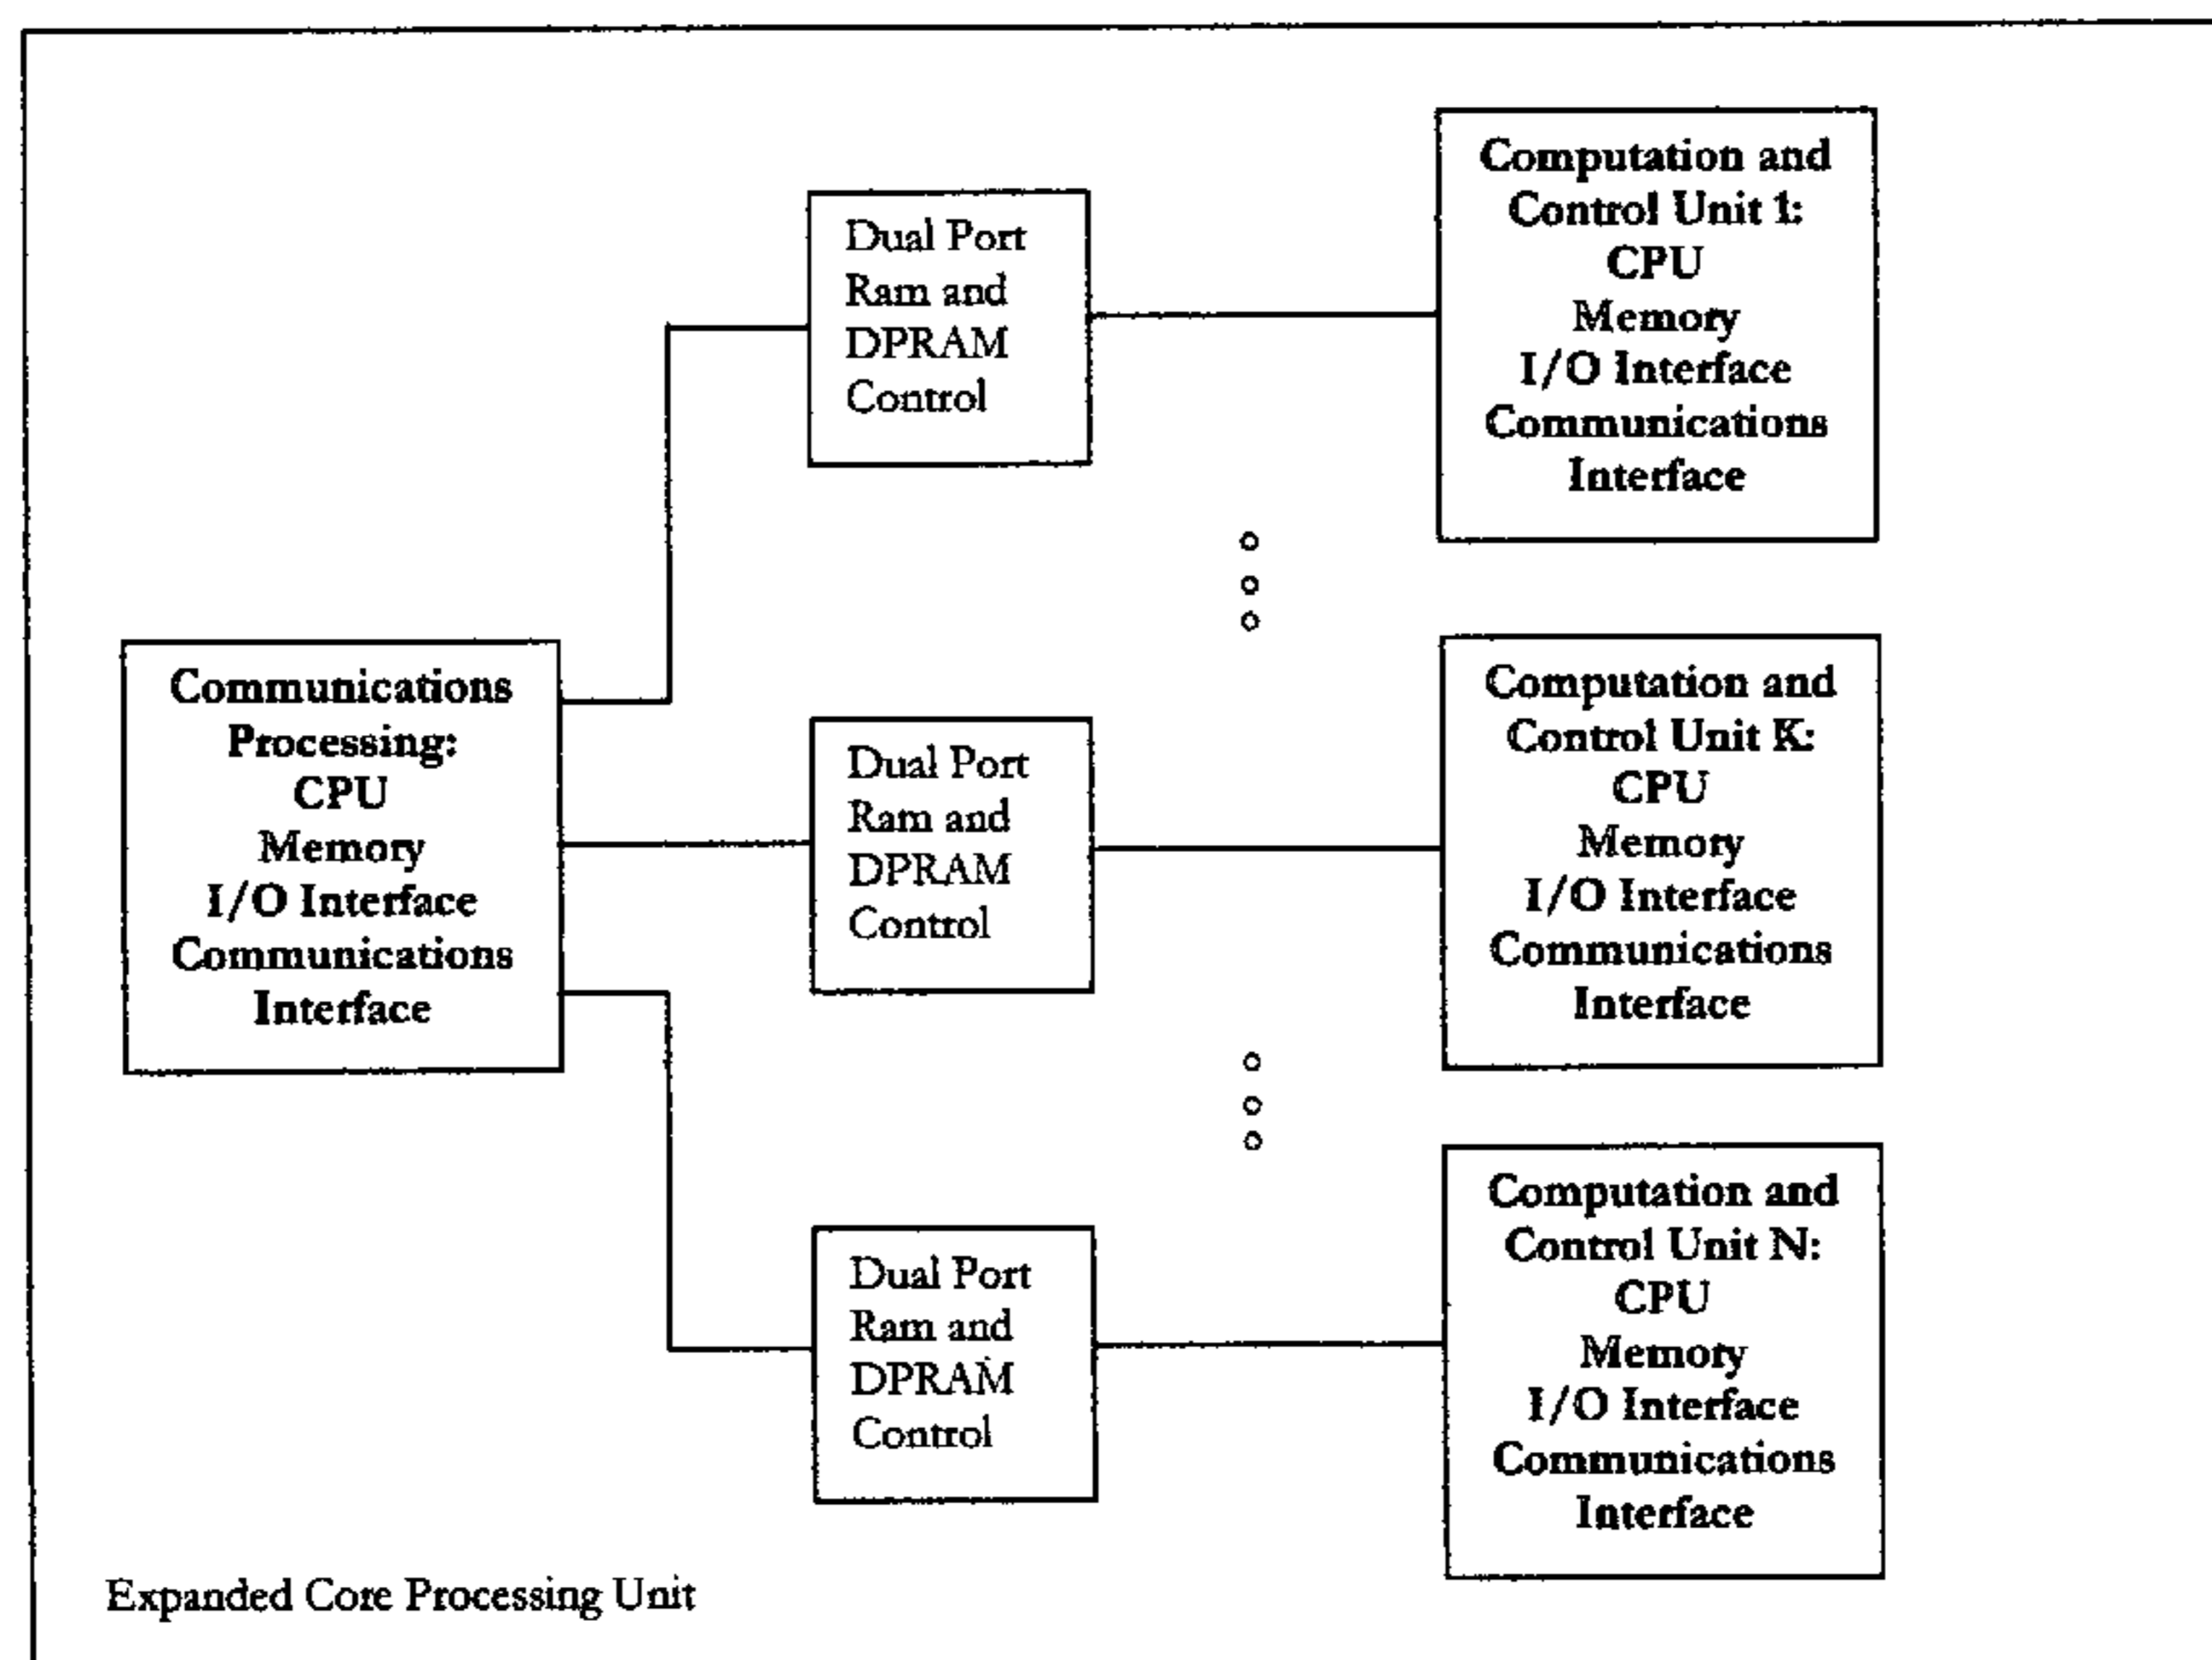 Computation and
Control Unit 1:
CPU
Memory
I/O Interface
Communications
Interface
Dual Port
Ram and
DPRAM
Control
Communications
Processing:
CPU
Memory
I/O Interface
Communications
Interface
Dual Port
Ram and
DPRAM
Control
Computation and
Control Unit K:
CPU
Memory
I/O Interface
Communications
Interface
Dual Port
Ram and
DPRAM
Control
Computation and
Control Unit N:
CPU
Memory
I/O Interface
Communications
Interface
Expanded Core Processing Unit